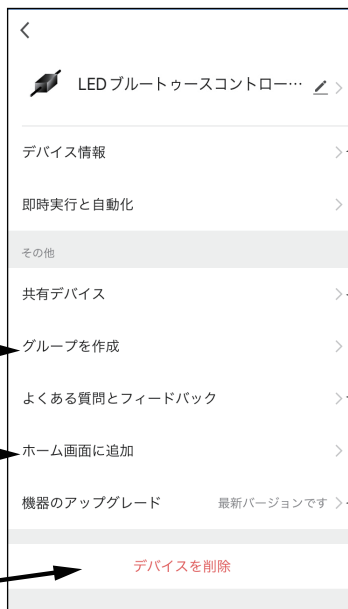 LEDブルートゥースコントロー…
デバイス情報
即時実行と自動化
その他
共有デバイス
グループを作成
よくある質問とフィードバック
ホーム画面に追加
機器のアップグレード 最新バージョンです
デバイスを削除